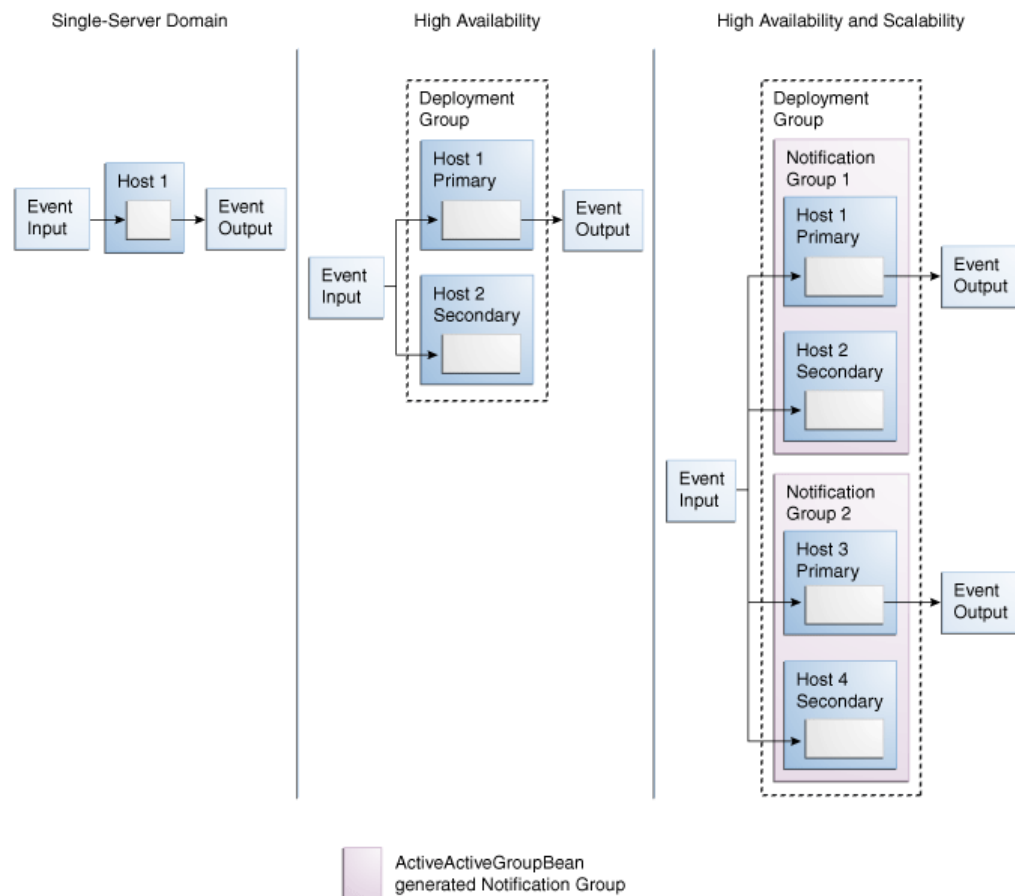 Single-Server Domain
Host 1
Event
Input
Event
Output
High Availability
Deployment
Group
Host 1
Primary
Event
Output
Event
Input
Host 2
Secondary
High Availability and Scalability
Deployment
Group
Notification
Group 1
Host 1
Primary
Event
Output
Host 2
Secondary
Event
Input
Notification
Group 2
Host 3
Primary
Event
Output
Host 4
Secondary
ActiveActiveGroupBean
generated Notification Group